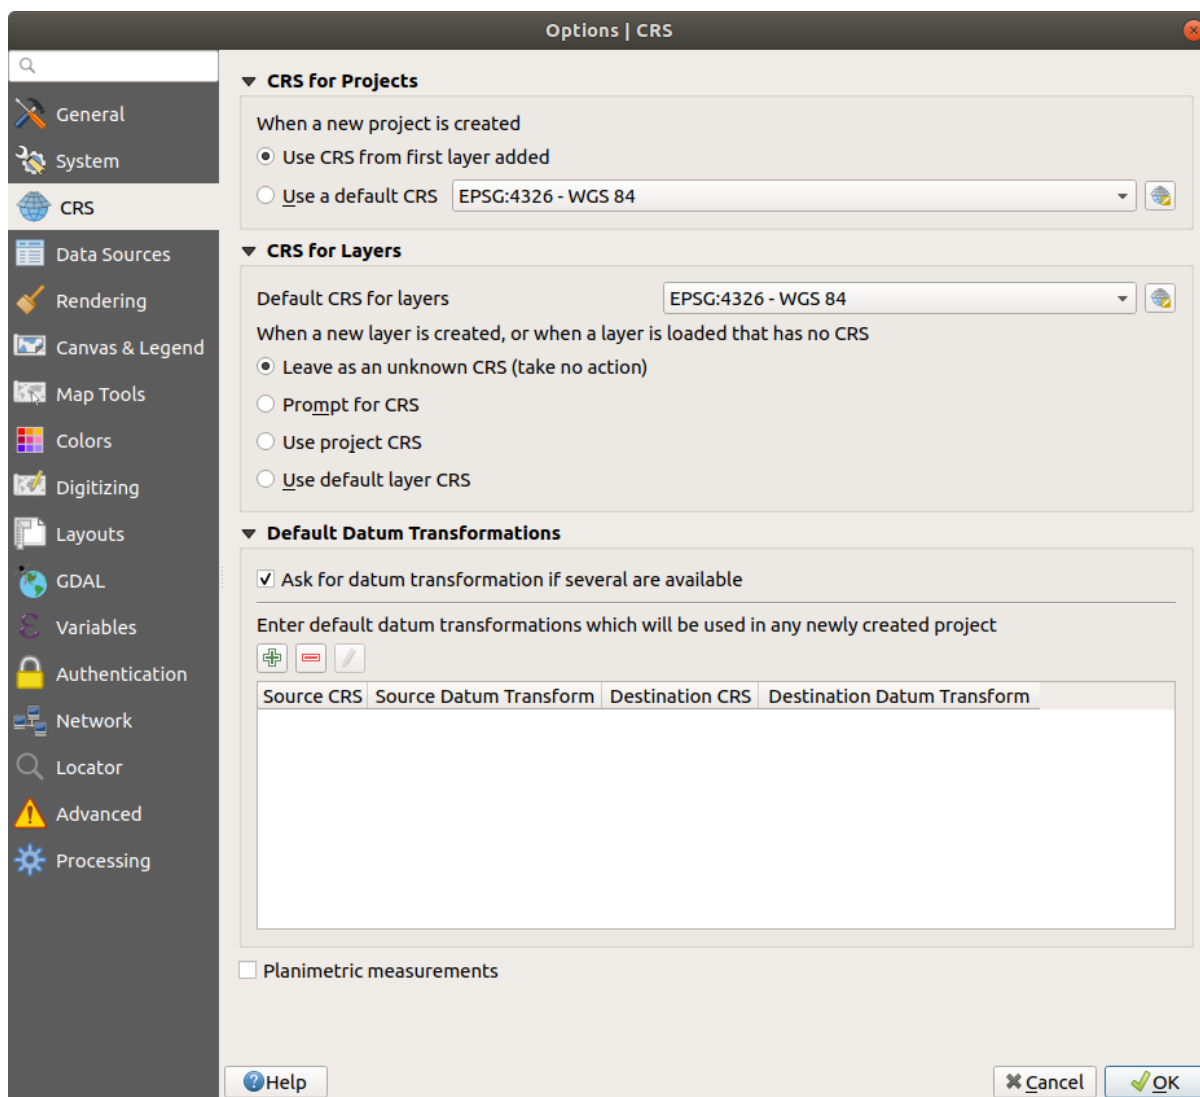 Options | CRS
General
System
CRS
Data Sources
Rendering
Canvas & Legend
Map Tools
Colors
Digitizing
Layouts
GDAL
Variables
Authentication
Network
Locator
Advanced
Processing
CRS for Projects
When a new project is created
Use CRS from first layer added
Use a default CRS EPSG:4326 - WGS 84
CRS for Layers
Default CRS for layers EPSG:4326 - WGS 84
When a new layer is created, or when a layer is loaded that has no CRS
Leave as an unknown CRS (take no action)
Prompt for CRS
Use project CRS
Use default layer CRS
Default Datum Transformations
Ask for datum transformation if several are available
Enter default datum transformations which will be used in any newly created project
Source CRS Source Datum Transform Destination CRS Destination Datum Transform
Planimetric measurements
Help Cancel OK